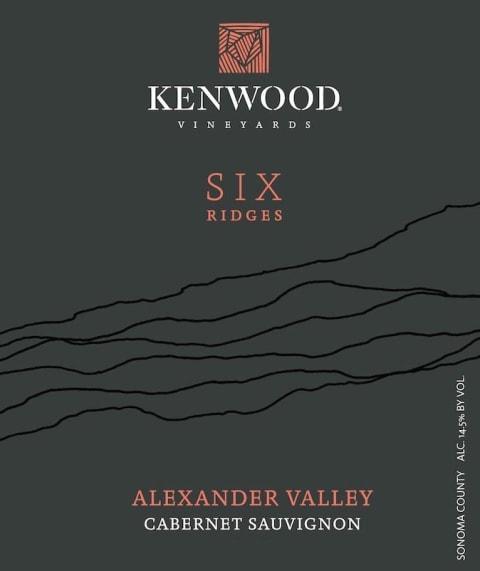 KENWOOD®
VINEYARDS
SIX
RIDGES
ALEXANDER VALLEY
CABERNET SAUVIGNON
SONOMA COUNTY ALC. 14.5% BY VOL.